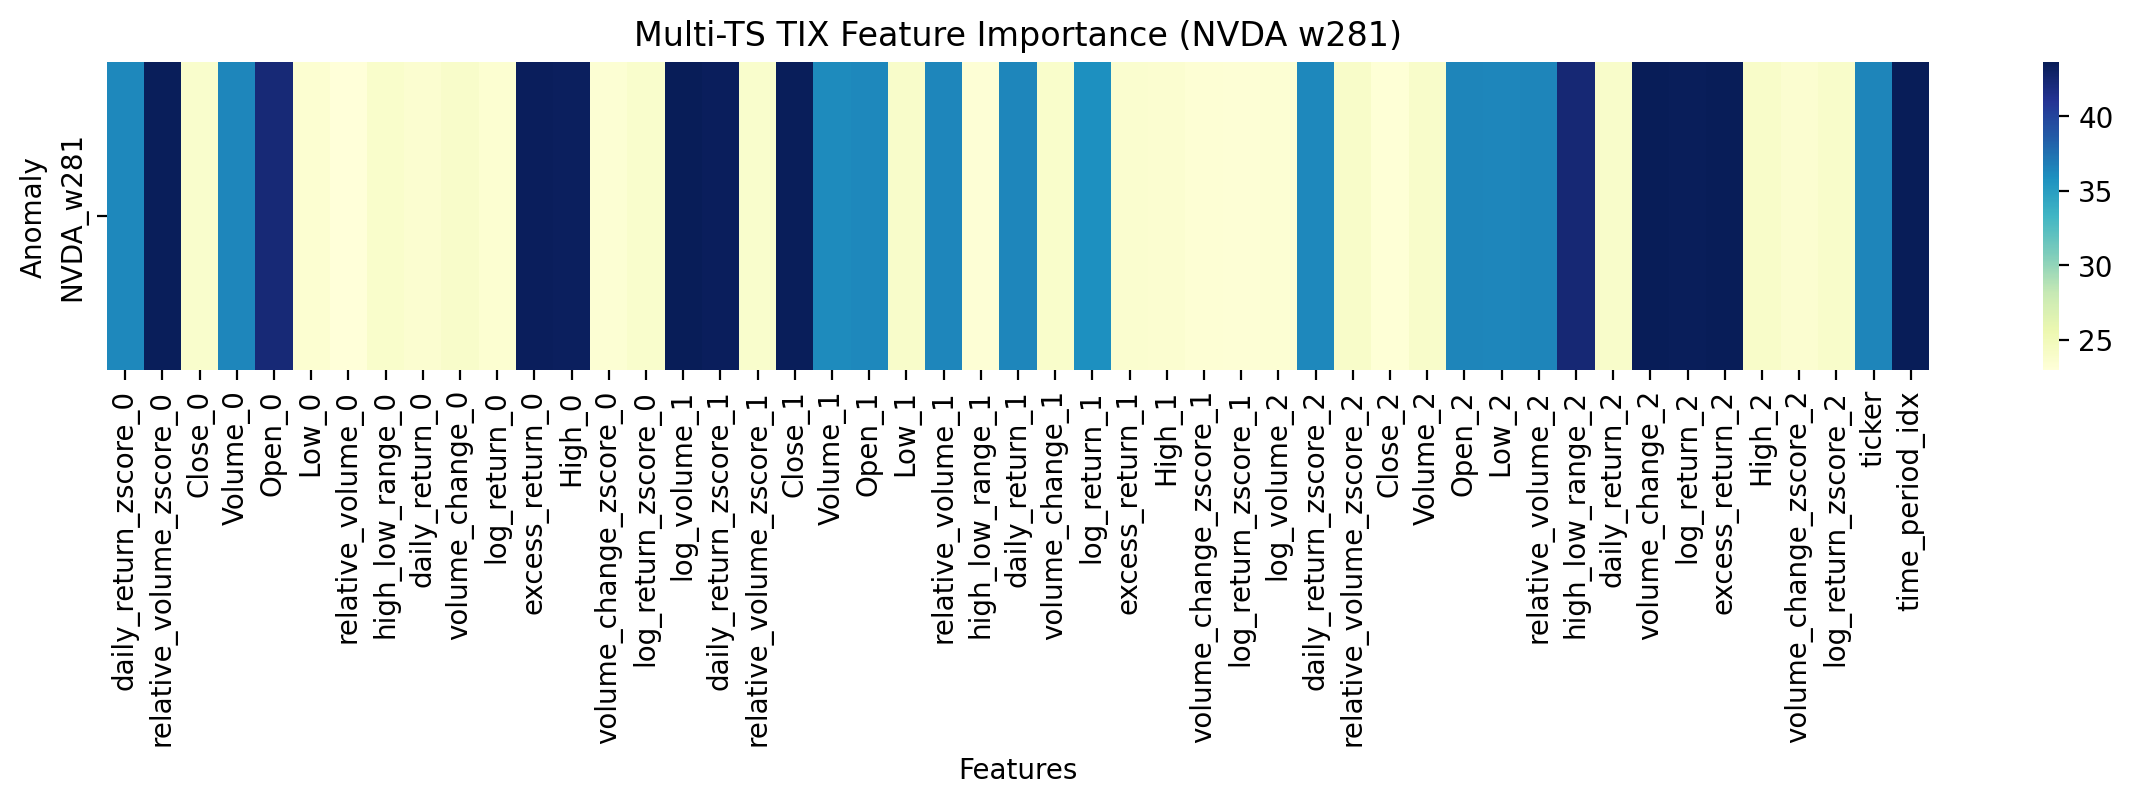 Multi-TS TIX Feature Importance (NVDA w281)
Anomaly
NVDA_w281
40
35
30
25
daily_return_zscore_0
relative_volume_zscore_0
Close_0
Volume_0
Open_0
Low_0
relative_volume_0
high_low_range_0
daily_return_0
volume_change_0
log_return_0
excess_return_0
High_0
volume_change_zscore_0
log_return_zscore_0
log_volume_1
daily_return_zscore_1
relative_volume_zscore_1
Close_1
Volume_1
Open_1
Low_1
relative_volume_1
high_low_range_1
daily_return_1
volume_change_1
log_return_1
excess_return_1
High_1
volume_change_zscore_1
log_return_zscore_1
log_volume_2
daily_return_zscore_2
relative_volume_zscore_2
Close_2
Volume_2
Open_2
Low_2
relative_volume_2
high_low_range_2
daily_return_2
volume_change_2
log_return_2
excess_return_2
High_2
volume_change_zscore_2
log_return_zscore_2
ticker
time_period_idx
Features